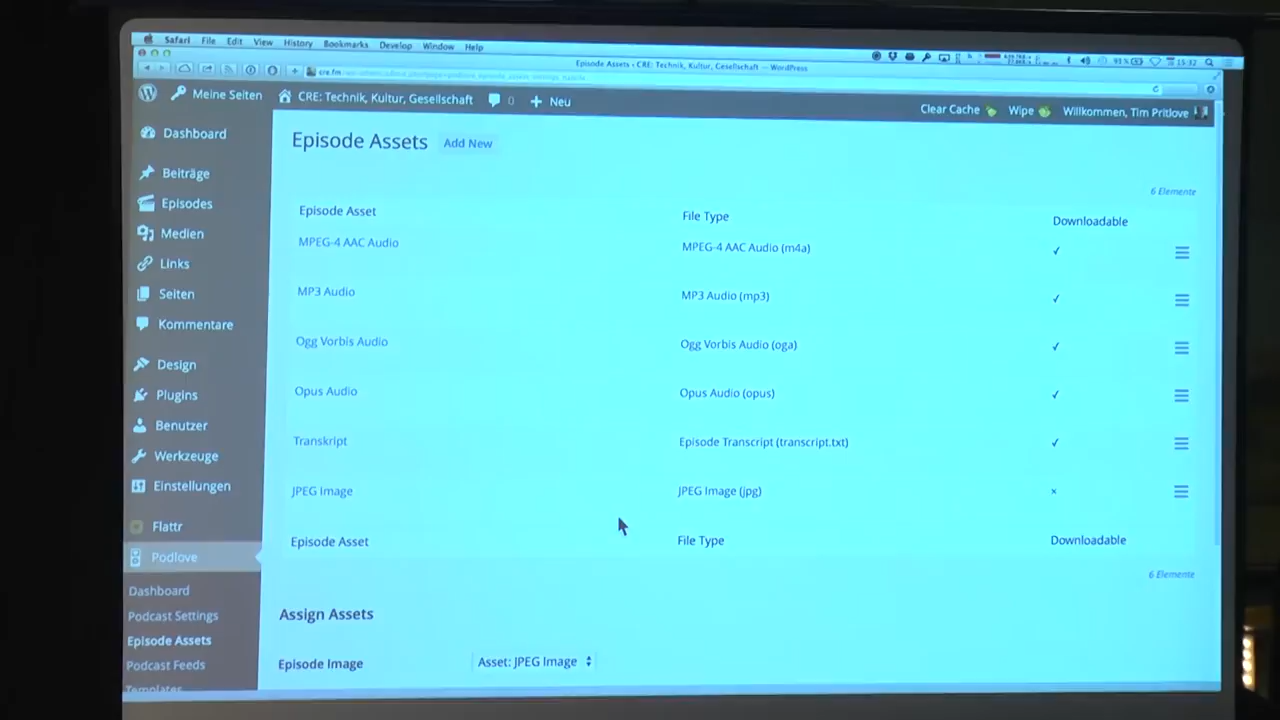 Safari File Edit View History Bookmarks Develop Window Help
91% 15:32
Episode Assets ‹ CRE: Technik, Kultur, Gesellschaft — WordPress
Meine Seiten CRE: Technik, Kultur, Gesellschaft 0 + Neu Clear Cache Wipe Willkommen, Tim Pritlove
Dashboard
Beiträge
Episodes
Medien
Links
Seiten
Kommentare
Design
Plugins
Benutzer
Werkzeuge
Einstellungen
Flattr
Podlove
Dashboard
Podcast Settings
Episode Assets
Podcast Feeds
Templates
Episode Assets Add New
6 Elemente
Episode Asset File Type Downloadable
MPEG-4 AAC Audio MPEG-4 AAC Audio (m4a) ✓
MP3 Audio MP3 Audio (mp3) ✓
Ogg Vorbis Audio Ogg Vorbis Audio (oga) ✓
Opus Audio Opus Audio (opus) ✓
Transkript Episode Transcript (transcript.txt) ✓
JPEG Image JPEG Image (jpg) ×
Episode Asset File Type Downloadable
6 Elemente
Assign Assets
Episode Image Asset: JPEG Image